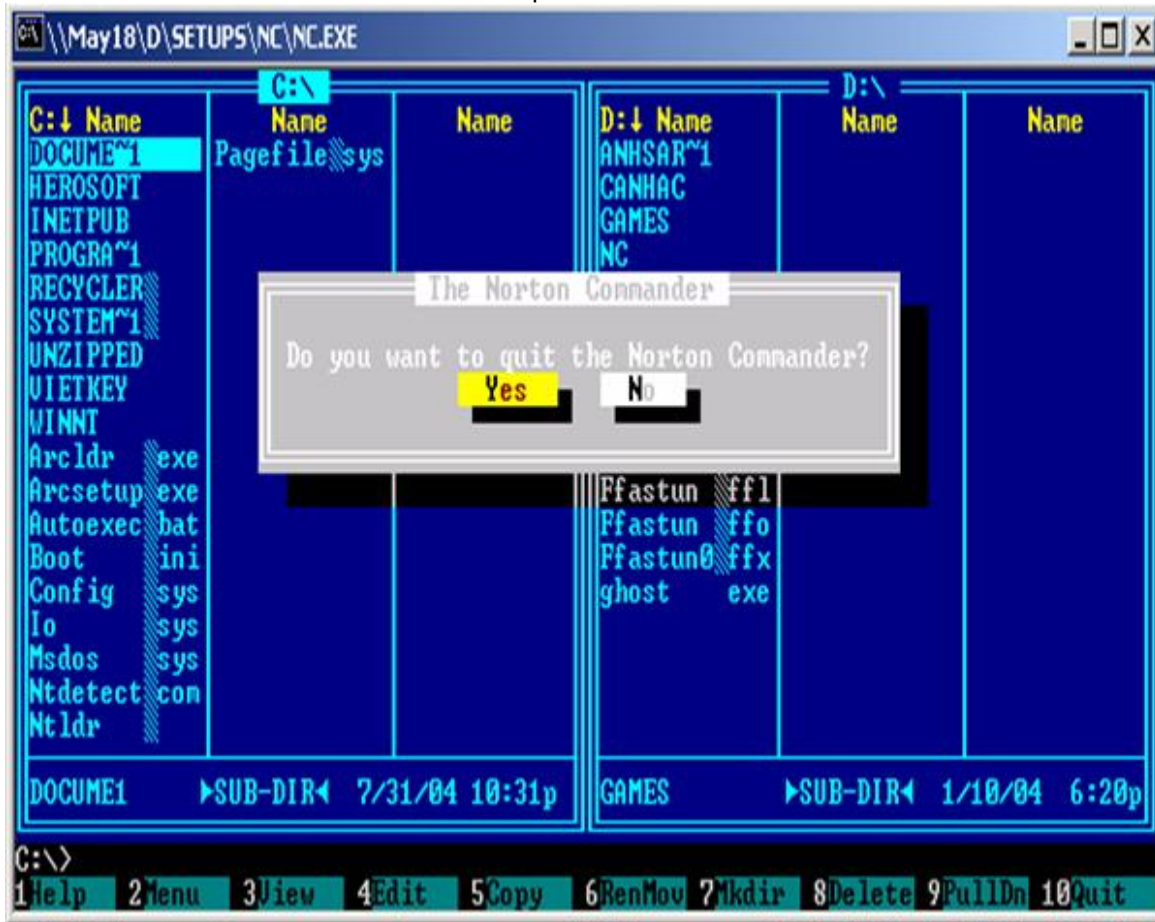 \\May18\D\SETUPS\NC\NC.EXE
C:\ D:\
C:↓ Name Name Name D:↓ Name Name Name
DOCUME~1 Pagefile░sys ANHSAR~1
HEROSOFT CANHAC
INETPUB GAMES
PROGRA~1 NC
RECYCLER░
The Norton Commander
SYSTEM~1░
UNZIPPED
Do you want to quit the Norton Commander?
VIETKEY
Yes No
WINNT
Arcldr ░exe
Arcsetup░exe Ffastun ░ffl
Autoexec░bat Ffastun ░ffo
Boot ░ini Ffastun0░ffx
Config ░sys ghost exe
Io ░sys
Msdos ░sys
Ntdetect░com
Ntldr ░
DOCUME1 ►SUB-DIR◄ 7/31/04 10:31p GAMES ►SUB-DIR◄ 1/10/04 6:20p
C:\>
1Help 2Menu 3View 4Edit 5Copy 6RenMov 7Mkdir 8Delete 9PullDn 10Quit